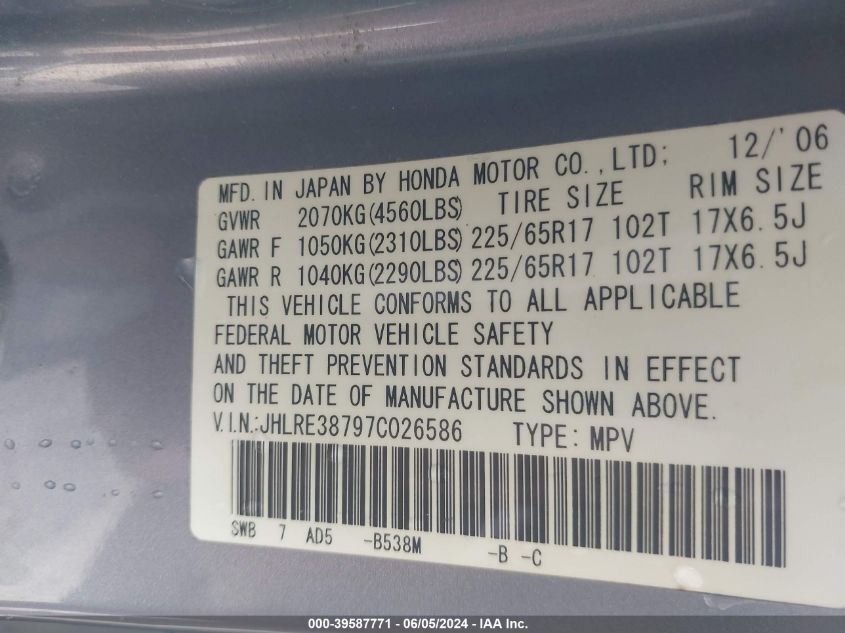 MFD. IN JAPAN BY HONDA MOTOR CO.,LTD; 12/'06
GVWR 2070KG(4560LBS) TIRE SIZE RIM SIZE
GAWR F 1050KG(2310LBS) 225/65R17 102T 17X6.5J
GAWR R 1040KG(2290LBS) 225/65R17 102T 17X6.5J
THIS VEHICLE CONFORMS TO ALL APPLICABLE
FEDERAL MOTOR VEHICLE SAFETY
AND THEFT PREVENTION STANDARDS IN EFFECT
ON THE DATE OF MANUFACTURE SHOWN ABOVE.
V.I.N.:JHLRE38797C026586 TYPE: MPV
SWB 7 AD5 -B538M -B -C
000-39587771 - 06/05/2024 - IAA Inc.